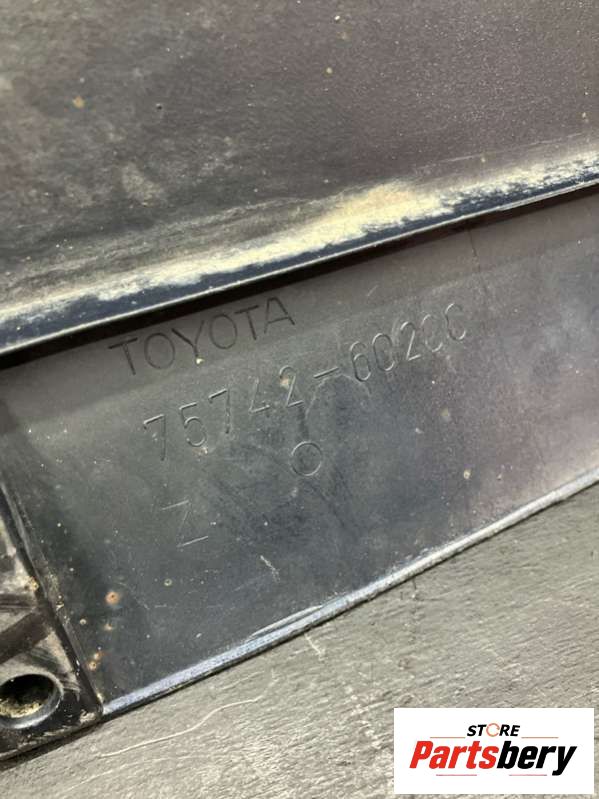 TOYOTA
75742-60200
Z O
STORE
Partsbery